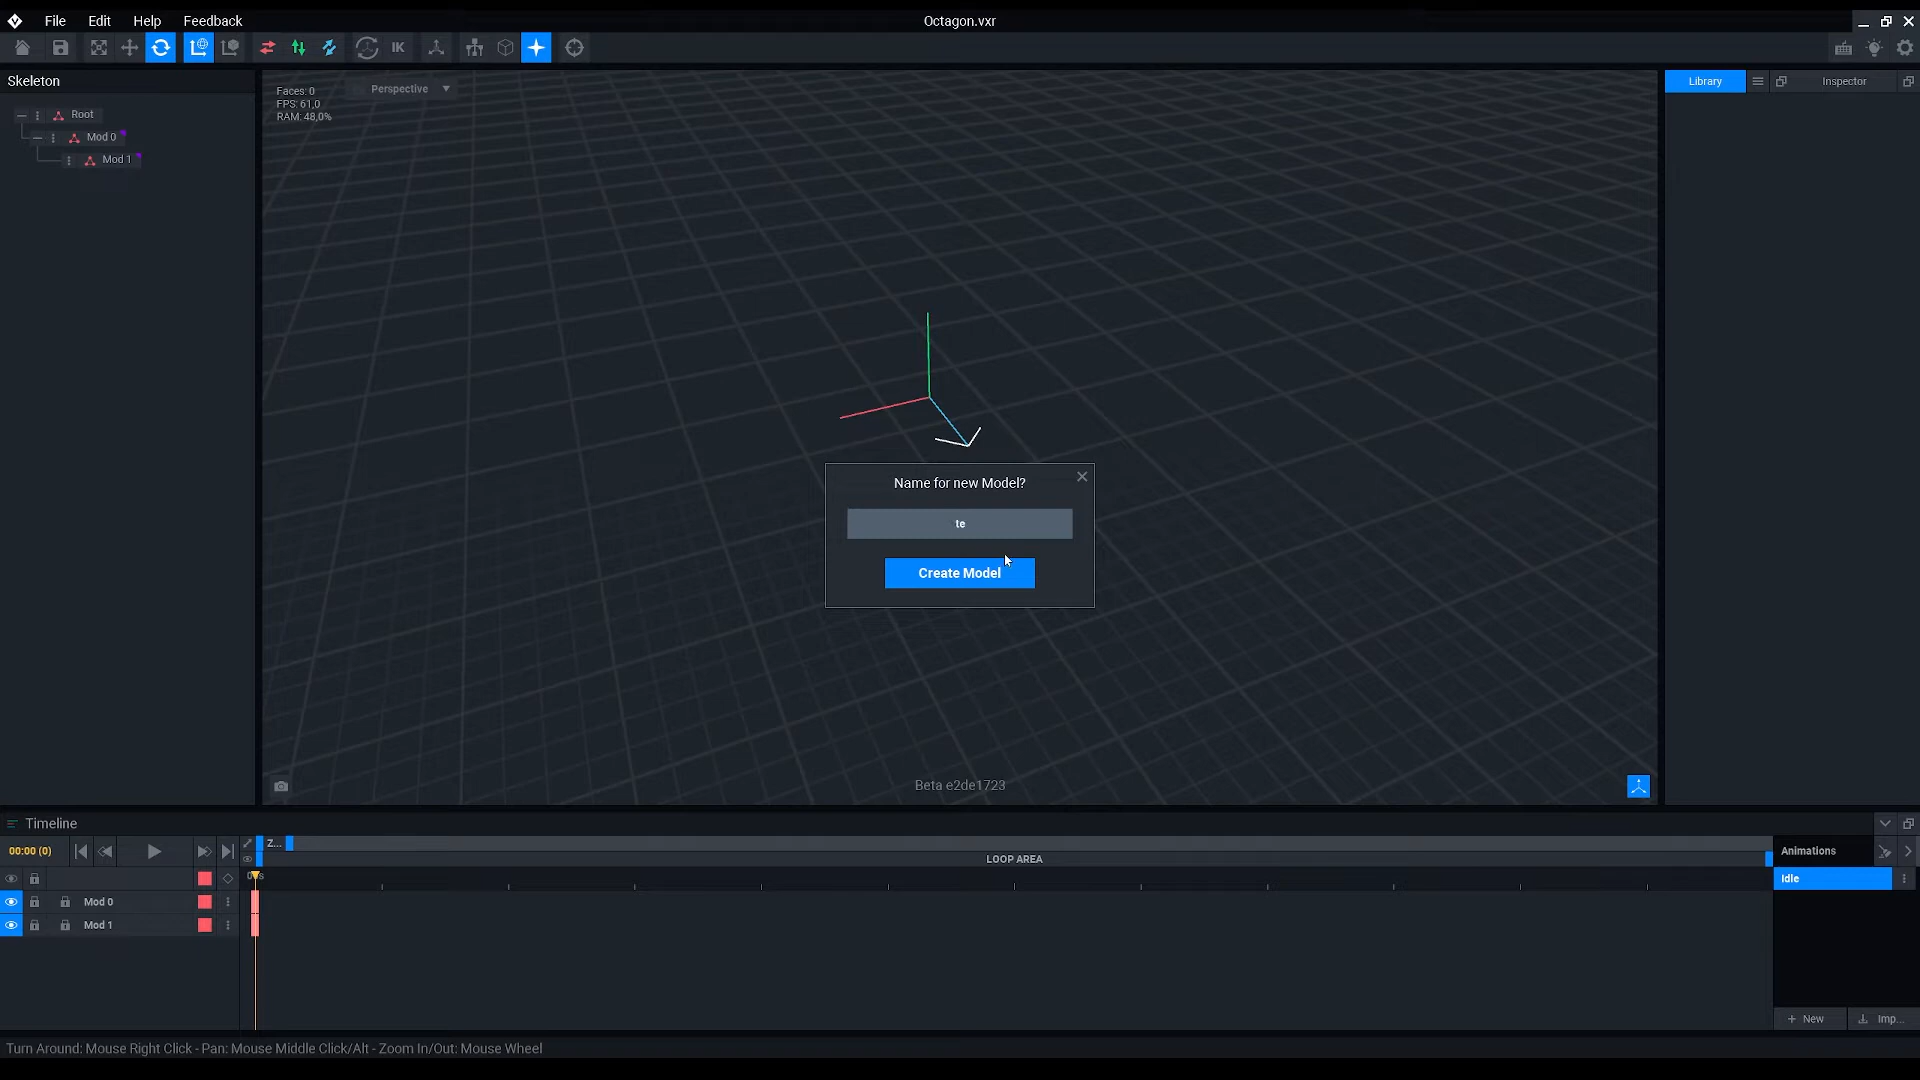 File Edit Help Feedback
Octagon.vxr
IK
Skeleton
Root
Mod 0
Mod 1
Faces: 0
FPS: 61,0
RAM: 48,0%
Perspective
Library
Inspector
Name for new Model?
te
Create Model
Beta e2de1723
Timeline
00:00 (0)
Z...
LOOP AREA
Mod 0
Mod 1
Animations
Idle
New
Imp...
Turn Around: Mouse Right Click - Pan: Mouse Middle Click/Alt - Zoom In/Out: Mouse Wheel